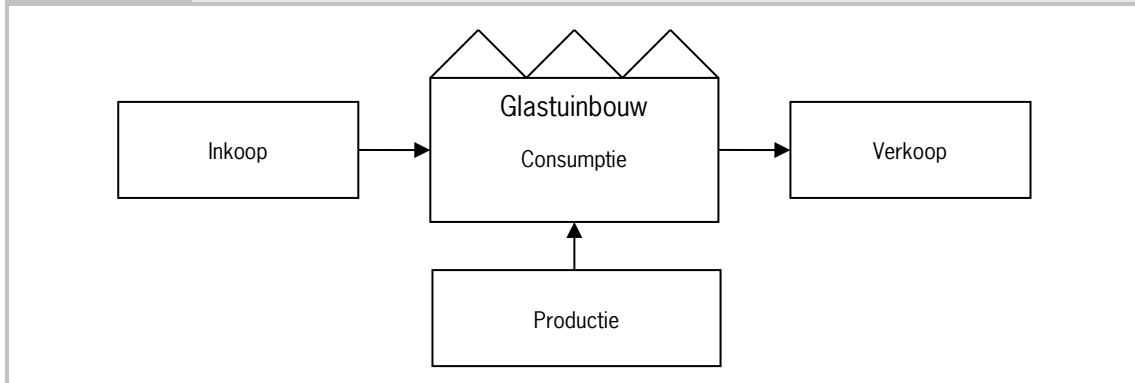 Glastuinbouw
Inkoop
Consumptie
Verkoop
Productie